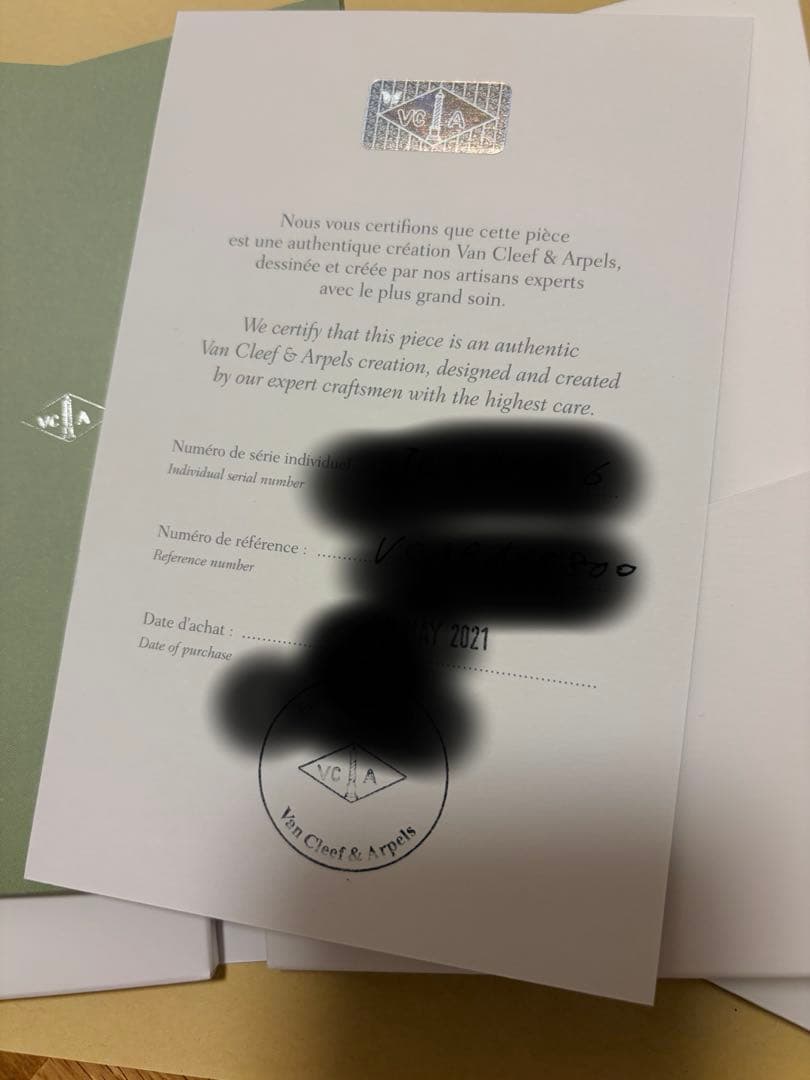 VC A
Nous vous certifions que cette pièce
est une authentique création Van Cleef & Arpels,
dessinée et créée par nos artisans experts
avec le plus grand soin.
We certify that this piece is an authentic
Van Cleef & Arpels creation, designed and created
by our expert craftsmen with the highest care.
Numéro de série individuel
Individual serial number
6
Numéro de référence :
Reference number
Date d'achat :
Date of purchase
2021
VC A
Van Cleef & Arpels
VC A